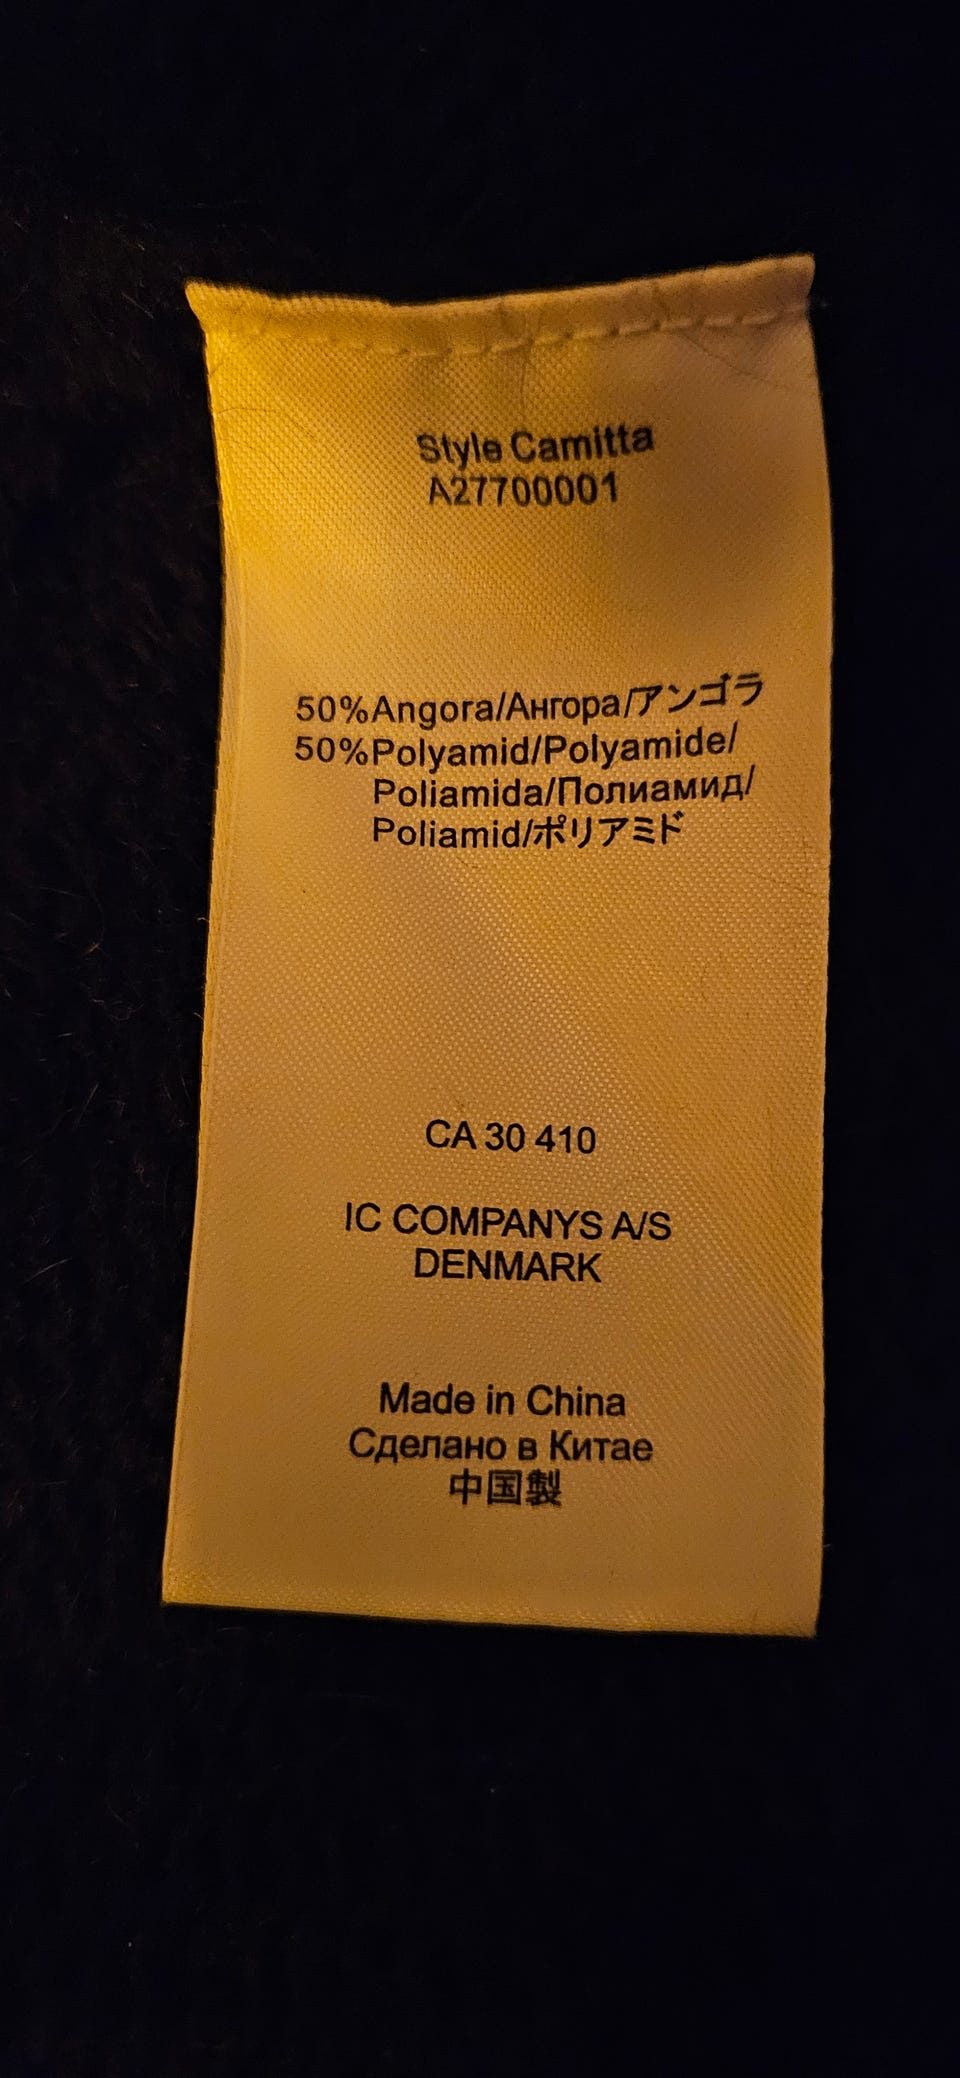 Style Camitta
A27700001
50%Angora/Ангора/アンゴラ
50%Polyamid/Polyamide/
Poliamida/Полиамид/
Poliamid/ポリアミド
CA 30 410
IC COMPANYS A/S
DENMARK
Made in China
Сделано в Китае
中国製